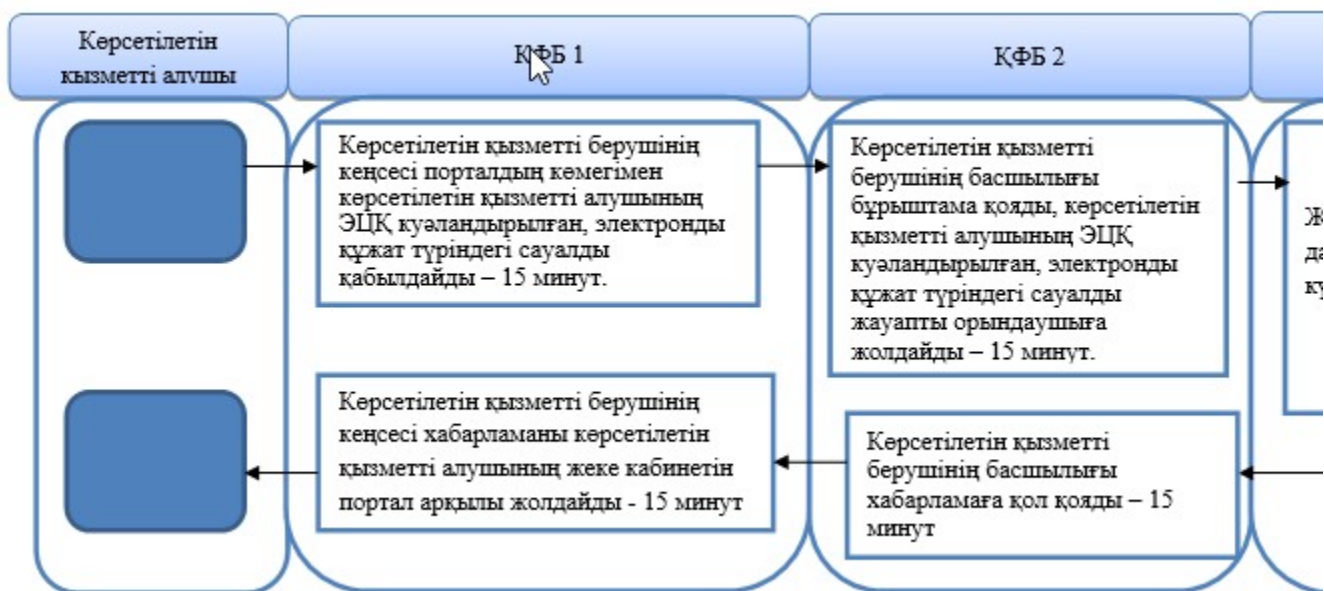 Көрсетілетін
қызметті алушы
ҚФБ 1
ҚФБ 2
Көрсетілетін қызметті берушінің
кеңсесі порталдың көмегімен
көрсетілетін қызметті алушының
ЭЦҚ куәландырылған, электронды
құжат түріндегі сауалды
қабылдайды – 15 минут.
Көрсетілетін қызметті
берушінің басшылығы
бұрыштама қояды, көрсетілетін
қызметті алушының ЭЦҚ
куәландырылған, электронды
құжат түріндегі сауалды
жауапты орындаушыға
жолдайды – 15 минут.
Көрсетілетін қызметті берушінің
кеңсесі хабарламаны көрсетілетін
қызметті алушының жеке кабинетін
портал арқылы жолдайды - 15 минут
Көрсетілетін қызметті
берушінің басшылығы
хабарламаға қол қояды – 15
минут